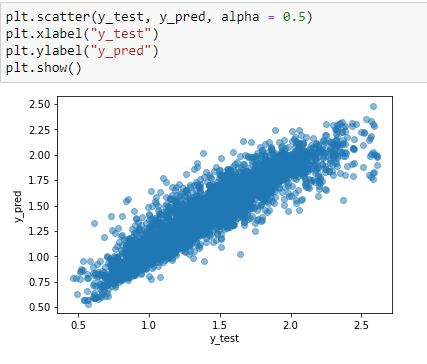 plt.scatter(y_test, y_pred, alpha = 0.5)
plt.xlabel("y_test")
plt.ylabel("y_pred")
plt.show()
2.50
2.25
2.00
1.75
1.50
1.25
1.00
0.75
0.50
y_pred
0.5 1.0 1.5 2.0 2.5
y_test